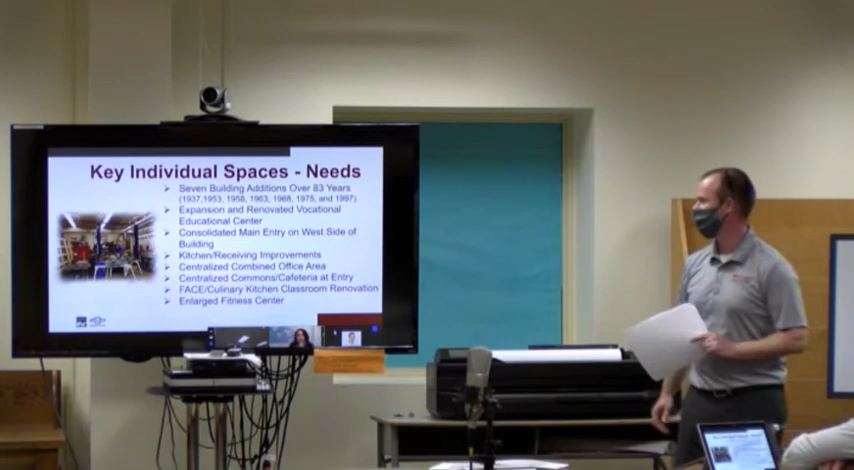 Key Individual Spaces - Needs
➢ Seven Building Additions Over 83 Years
(1937,1953, 1958, 1963, 1968, 1975, and 1997).
➢ Expansion and Renovated Vocational
Educational Center
➢ Consolidated Main Entry on West Side of
Building
➢ Kitchen/Receiving Improvements
➢ Centralized Combined Office Area
➢ Centralized Commons/Cafeteria at Entry
➢ FACE/Culinary Kitchen Classroom Renovation
➢ Enlarged Fitness Center